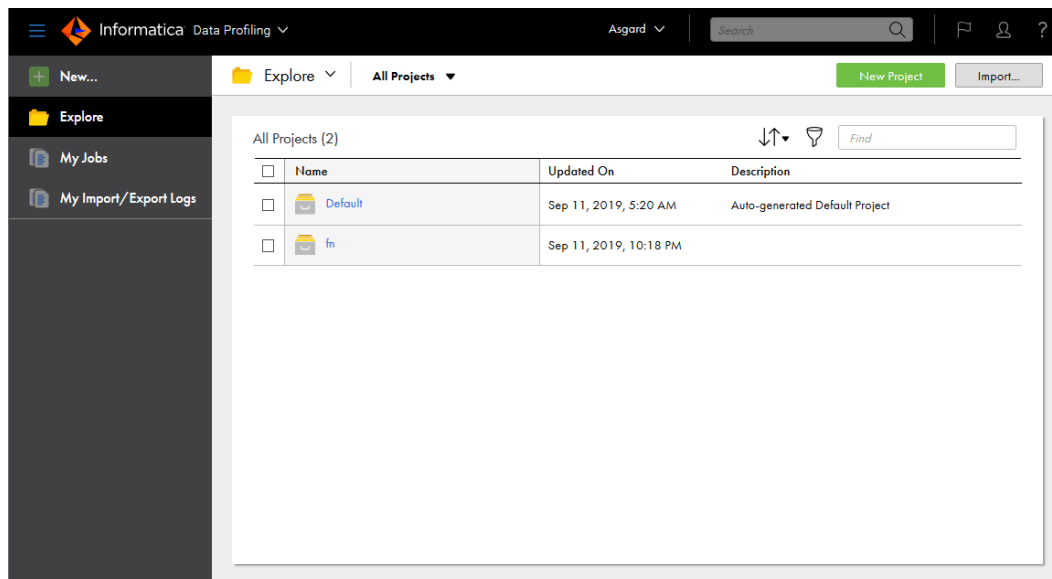 Informatica Data Profiling
Asgard
Search
?
New...
Explore
My Jobs
My Import/Export Logs
Explore
All Projects
New Project
Import...
All Projects (2)
Find
Name Updated On Description
Default Sep 11, 2019, 5:20 AM Auto-generated Default Project
fn Sep 11, 2019, 10:18 PM